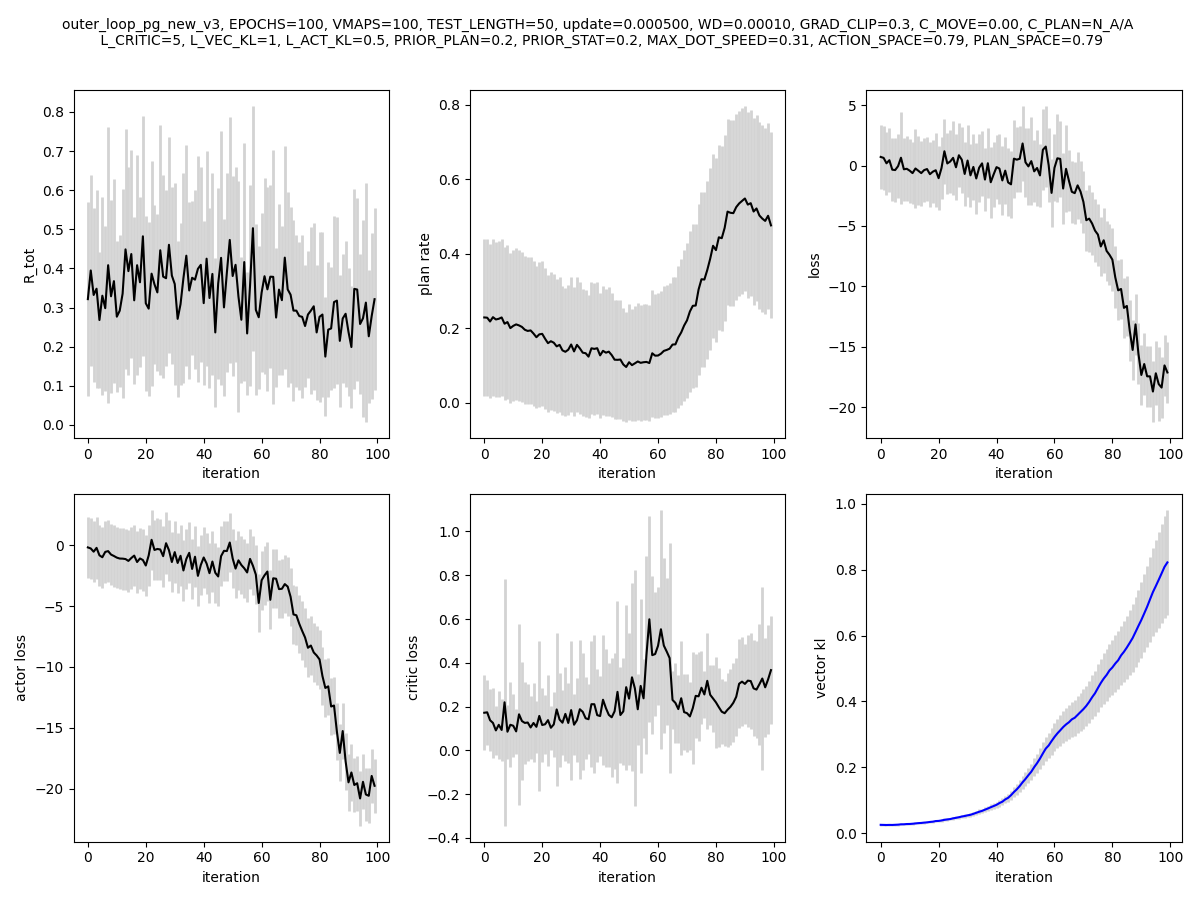 outer_loop_pg_new_v3, EPOCHS=100, VMAPS=100, TEST_LENGTH=50, update=0.000500, WD=0.00010, GRAD_CLIP=0.3, C_MOVE=0.00, C_PLAN=N_A/A
L_CRITIC=5, L_VEC_KL=1, L_ACT_KL=0.5, PRIOR_PLAN=0.2, PRIOR_STAT=0.2, MAX_DOT_SPEED=0.31, ACTION_SPACE=0.79, PLAN_SPACE=0.79
R_tot
0.8
0.7
0.6
0.5
0.4
0.3
0.2
0.1
0.0
0 20 40 60 80 100
iteration
plan rate
0.8
0.6
0.4
0.2
0.0
0 20 40 60 80 100
iteration
loss
5
0
−5
−10
−15
−20
0 20 40 60 80 100
iteration
actor loss
0
−5
−10
−15
−20
0 20 40 60 80 100
iteration
critic loss
1.0
0.8
0.6
0.4
0.2
0.0
−0.2
−0.4
0 20 40 60 80 100
iteration
vector kl
1.0
0.8
0.6
0.4
0.2
0.0
0 20 40 60 80 100
iteration